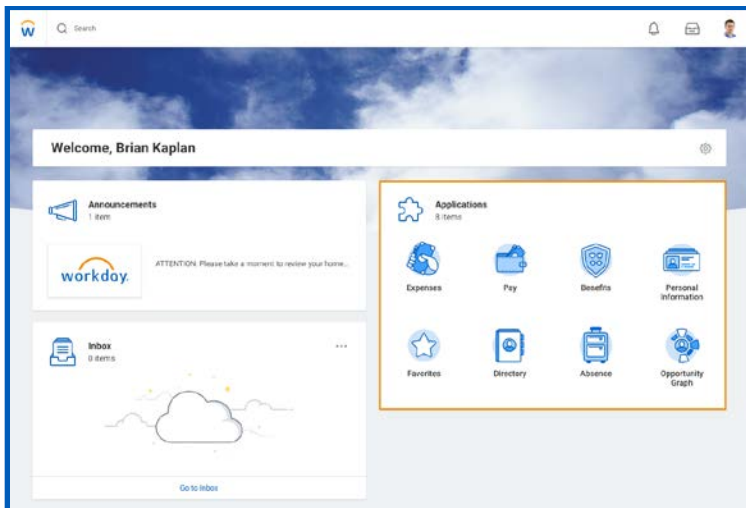 Search
Welcome, Brian Kaplan
Announcements
1 item
workday.
ATTENTION: Please take a moment to review your home...
Inbox
0 items
Go to Inbox
Applications
8 items
Expenses
Pay
Benefits
Personal
Information
Favorites
Directory
Absence
Opportunity
Graph